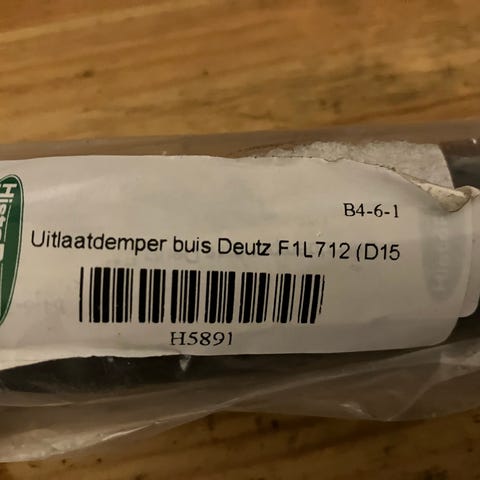 B4-6-1
Uitlaatdemper buis Deutz F1L712 (D15
H5891